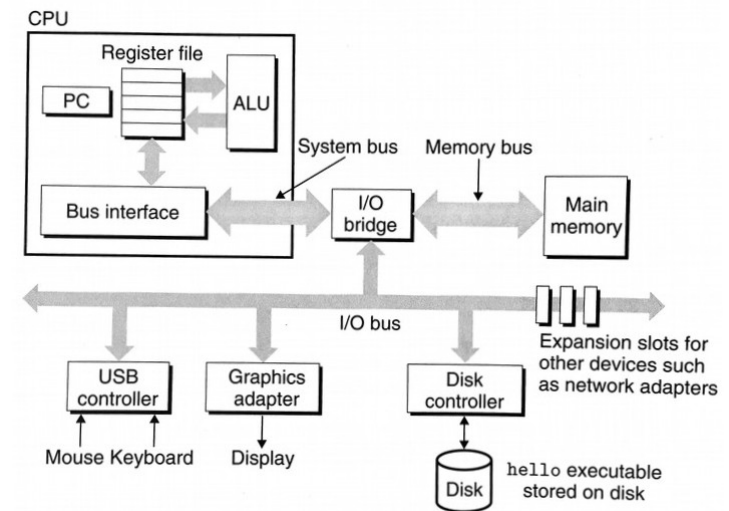 CPU
Register file
PC
ALU
System bus
Memory bus
Bus interface
I/O
bridge
Main
memory
I/O bus
Expansion slots for
other devices such
as network adapters
USB
controller
Graphics
adapter
Disk
controller
Mouse Keyboard
Display
Disk
hello executable
stored on disk